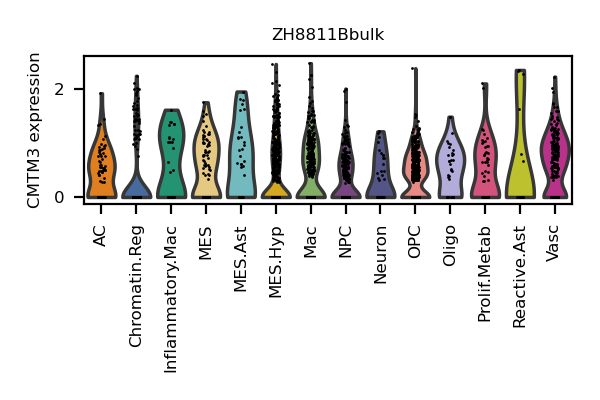 ZH8811Bbulk
CMTM3 expression
2
0
AC
Chromatin.Reg
Inflammatory.Mac
MES
MES.Ast
MES.Hyp
Mac
NPC
Neuron
OPC
Oligo
Prolif.Metab
Reactive.Ast
Vasc